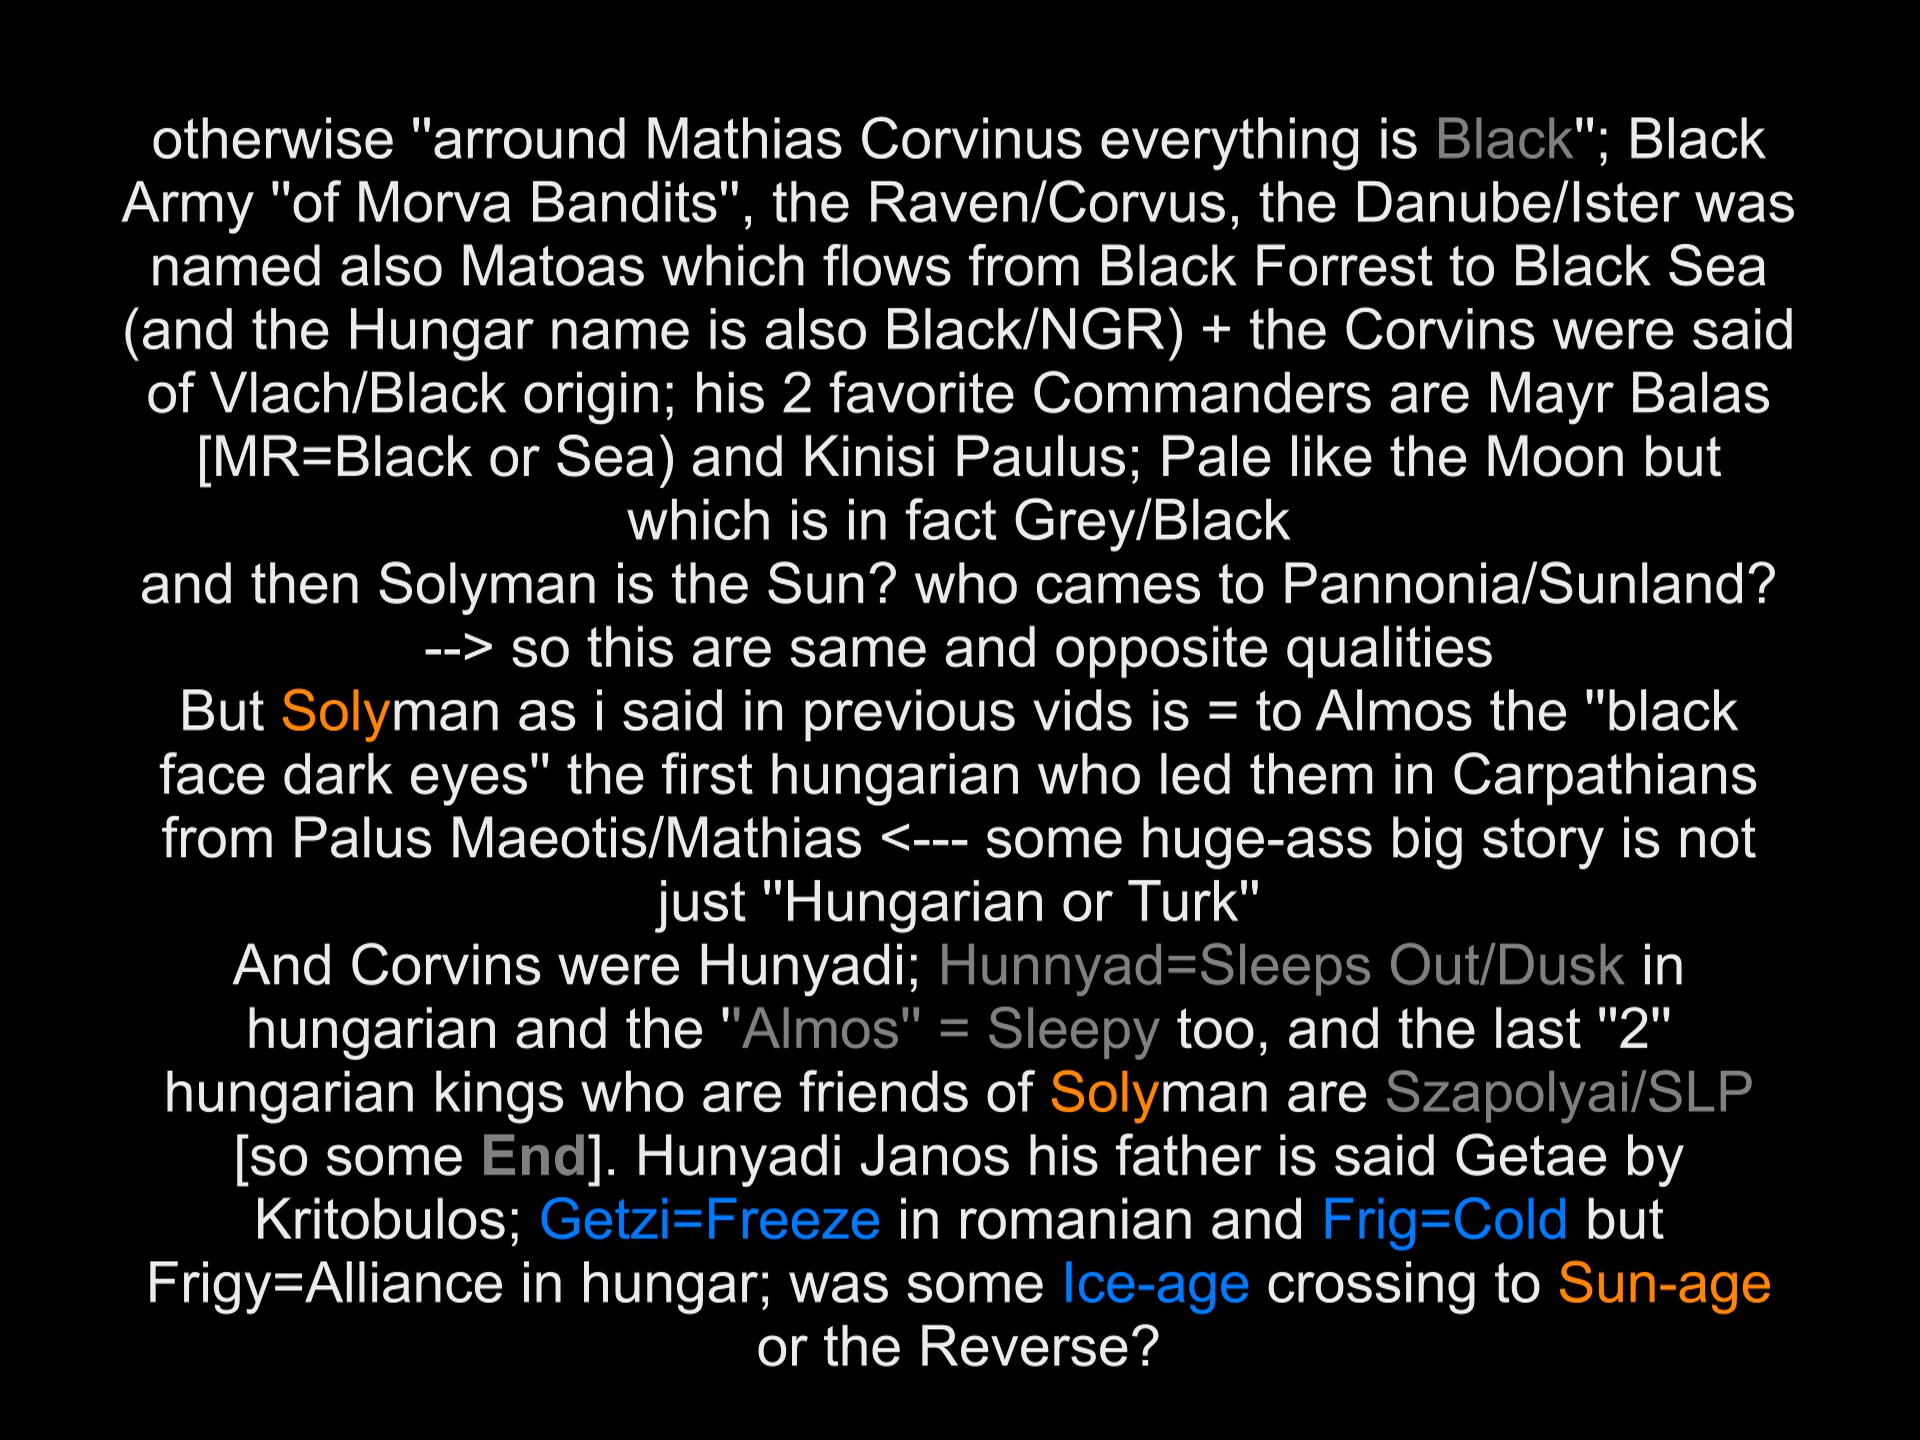 otherwise "arround Mathias Corvinus everything is Black"; Black
Army "of Morva Bandits", the Raven/Corvus, the Danube/Ister was
named also Matoas which flows from Black Forrest to Black Sea
(and the Hungar name is also Black/NGR) + the Corvins were said
of Vlach/Black origin; his 2 favorite Commanders are Mayr Balas
[MR=Black or Sea) and Kinisi Paulus; Pale like the Moon but
which is in fact Grey/Black
and then Solyman is the Sun? who cames to Pannonia/Sunland?
--> so this are same and opposite qualities
But Solyman as i said in previous vids is = to Almos the "black
face dark eyes" the first hungarian who led them in Carpathians
from Palus Maeotis/Mathias <--- some huge-ass big story is not
just "Hungarian or Turk"
And Corvins were Hunyadi; Hunnyad=Sleeps Out/Dusk in
hungarian and the "Almos" = Sleepy too, and the last "2"
hungarian kings who are friends of Solyman are Szapolyai/SLP
[so some End]. Hunyadi Janos his father is said Getae by
Kritobulos; Getzi=Freeze in romanian and Frig=Cold but
Frigy=Alliance in hungar; was some Ice-age crossing to Sun-age
or the Reverse?